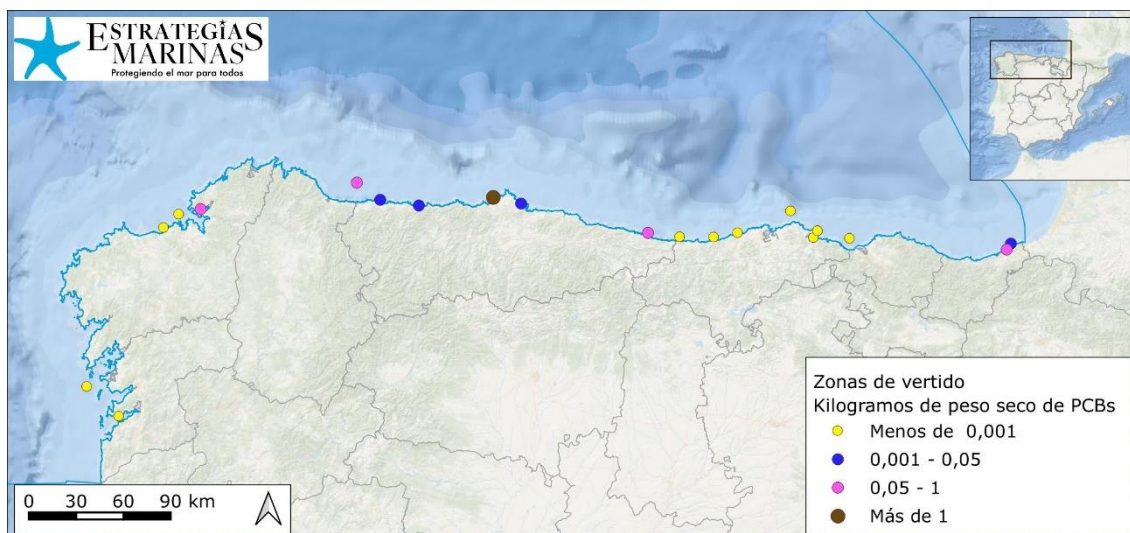 ESTRATEGIAS
MARINAS
Protegiendo el mar para todos
Zonas de vertido
Kilogramos de peso seco de PCBs
Menos de 0,001
0,001 - 0,05
0,05 - 1
Más de 1
0 30 60 90 km